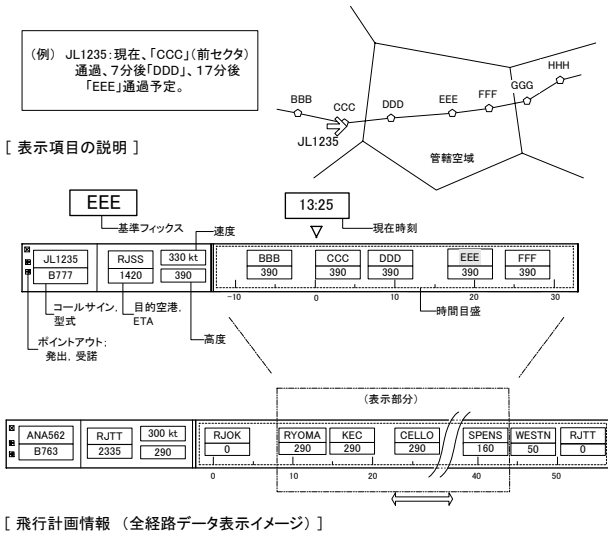 (例) JL1235:現在、「CCC」(前セクタ)
通過、7分後「DDD」、17分後
「EEE」通過予定。
BBB
CCC
DDD
EEE
FFF
GGG
HHH
JL1235
管轄空域
[ 表示項目の説明 ]
EEE
基準フィックス
速度
13:25
現在時刻
JL1235
B777
RJSS
1420
330 kt
390
BBB
390
CCC
390
DDD
390
EEE
390
FFF
390
-10
0
10
20
30
コールサイン,
型式
目的空港,
ETA
高度
時間目盛
ポイントアウト:
発出, 受諾
(表示部分)
ANA562
B763
RJTT
2335
300 kt
290
RJOK
0
RYOMA
290
KEC
290
CELLO
290
SPENS
160
WESTN
50
RJTT
0
0
10
20
40
50
[ 飛行計画情報 (全経路データ表示イメージ) ]